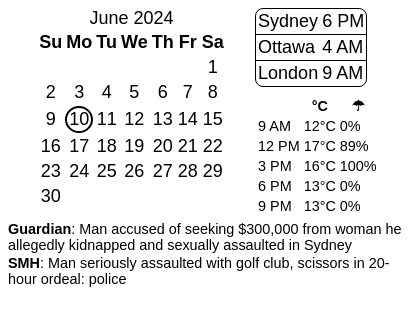 June 2024
Su Mo Tu We Th Fr Sa
1
2 3 4 5 6 7 8
9 10 11 12 13 14 15
16 17 18 19 20 21 22
23 24 25 26 27 28 29
30
Sydney 6 PM
Ottawa 4 AM
London 9 AM
°C ☂
9 AM 12°C 0%
12 PM 17°C 89%
3 PM 16°C 100%
6 PM 13°C 0%
9 PM 13°C 0%
Guardian: Man accused of seeking $300,000 from woman he
allegedly kidnapped and sexually assaulted in Sydney
SMH: Man seriously assaulted with golf club, scissors in 20-
hour ordeal: police